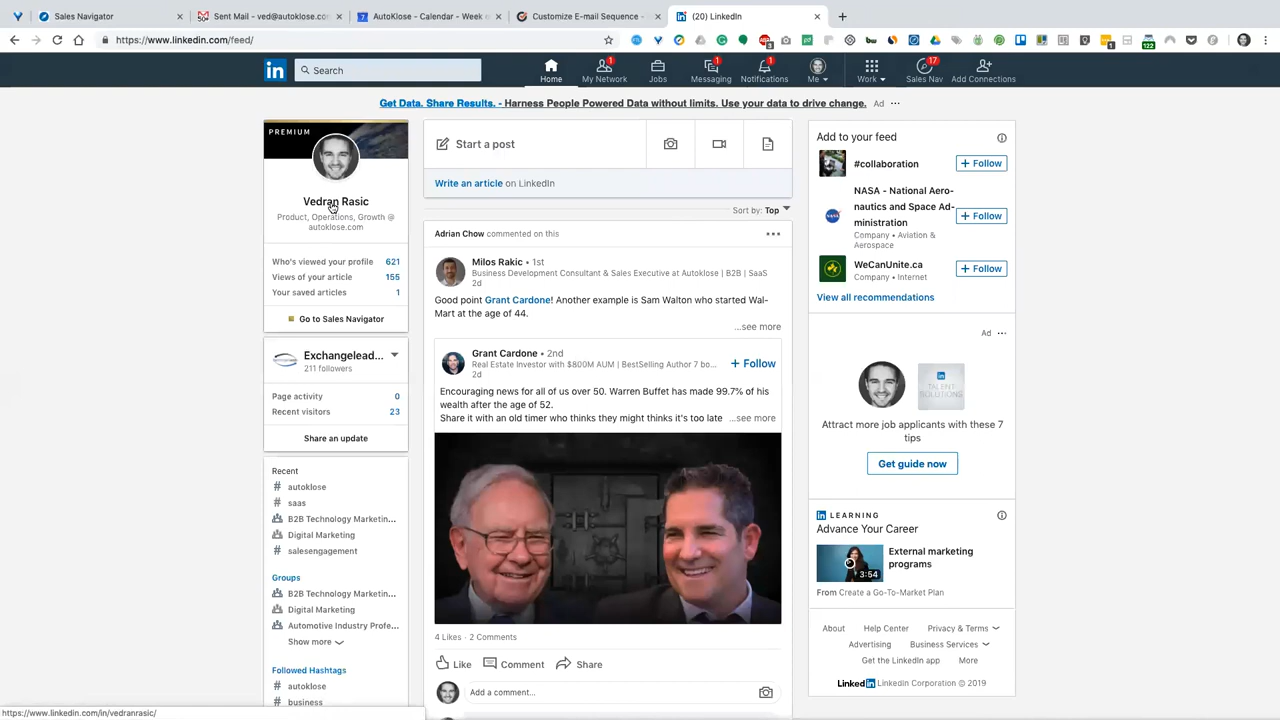 Sales Navigator
Sent Mail - ved@autoklose.co
AutoKlose - Calendar - Week
Customize E-mail Sequence -
(20) LinkedIn
https://www.linkedin.com/feed/
in
Search
Home
My Network
Jobs
Messaging
Notifications
Me
Work
Sales Nav
Add Connections
1
1
1
17
Get Data. Share Results. - Harness People Powered Data without limits. Use your data to drive change. Ad
PREMIUM
Vedran Rasic
Product, Operations, Growth @
autoklose.com
Who's viewed your profile 621
Views of your article 155
Your saved articles 1
Go to Sales Navigator
Exchangelead...
211 followers
Page activity 0
Recent visitors 23
Share an update
Recent
# autoklose
# saas
B2B Technology Marketin...
Digital Marketing
# salesengagement
Groups
B2B Technology Marketin...
Digital Marketing
Automotive Industry Profe...
Show more
Followed Hashtags
# autoklose
# business
Start a post
Write an article on LinkedIn
Sort by: Top
Adrian Chow commented on this
Milos Rakic • 1st
Business Development Consultant & Sales Executive at Autoklose | B2B | SaaS
2d
Good point Grant Cardone! Another example is Sam Walton who started Wal-
Mart at the age of 44.
...see more
Grant Cardone • 2nd
Real Estate Investor with $800M AUM | BestSelling Author 7 bo...
2d
+ Follow
Encouraging news for all of us over 50. Warren Buffet has made 99.7% of his
wealth after the age of 52.
Share it with an old timer who thinks they might thinks it's too late ...see more
4 Likes · 2 Comments
Like Comment Share
Add a comment...
Add to your feed
#collaboration
+ Follow
NASA - National Aero-
nautics and Space Ad-
ministration
Company • Aviation &
Aerospace
+ Follow
WeCanUnite.ca
Company • Internet
+ Follow
View all recommendations
Ad
in
TALENT
SOLUTIONS
Attract more job applicants with these 7
tips
Get guide now
in LEARNING
Advance Your Career
3:54
External marketing
programs
From Create a Go-To-Market Plan
About Help Center Privacy & Terms
Advertising Business Services
Get the LinkedIn app More
Linkedin LinkedIn Corporation © 2019
https://www.linkedin.com/in/vedranrasic/